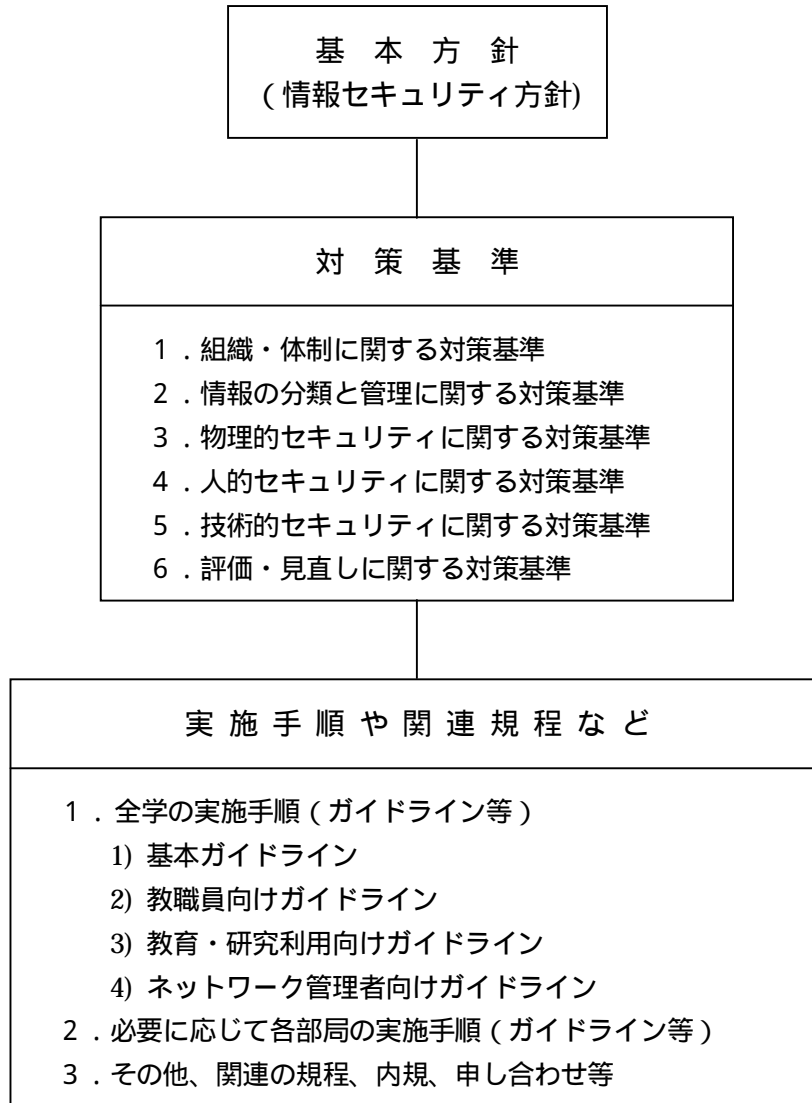 基 本 方 針
(情報セキュリティ方針)
対 策 基 準
1．組織・体制に関する対策基準
2．情報の分類と管理に関する対策基準
3．物理的セキュリティに関する対策基準
4．人的セキュリティに関する対策基準
5．技術的セキュリティに関する対策基準
6．評価・見直しに関する対策基準
実 施 手 順 や 関 連 規 程 な ど
1．全学の実施手順(ガイドライン等)
1) 基本ガイドライン
2) 教職員向けガイドライン
3) 教育・研究利用向けガイドライン
4) ネットワーク管理者向けガイドライン
2．必要に応じて各部局の実施手順(ガイドライン等)
3．その他、関連の規程、内規、申し合わせ等